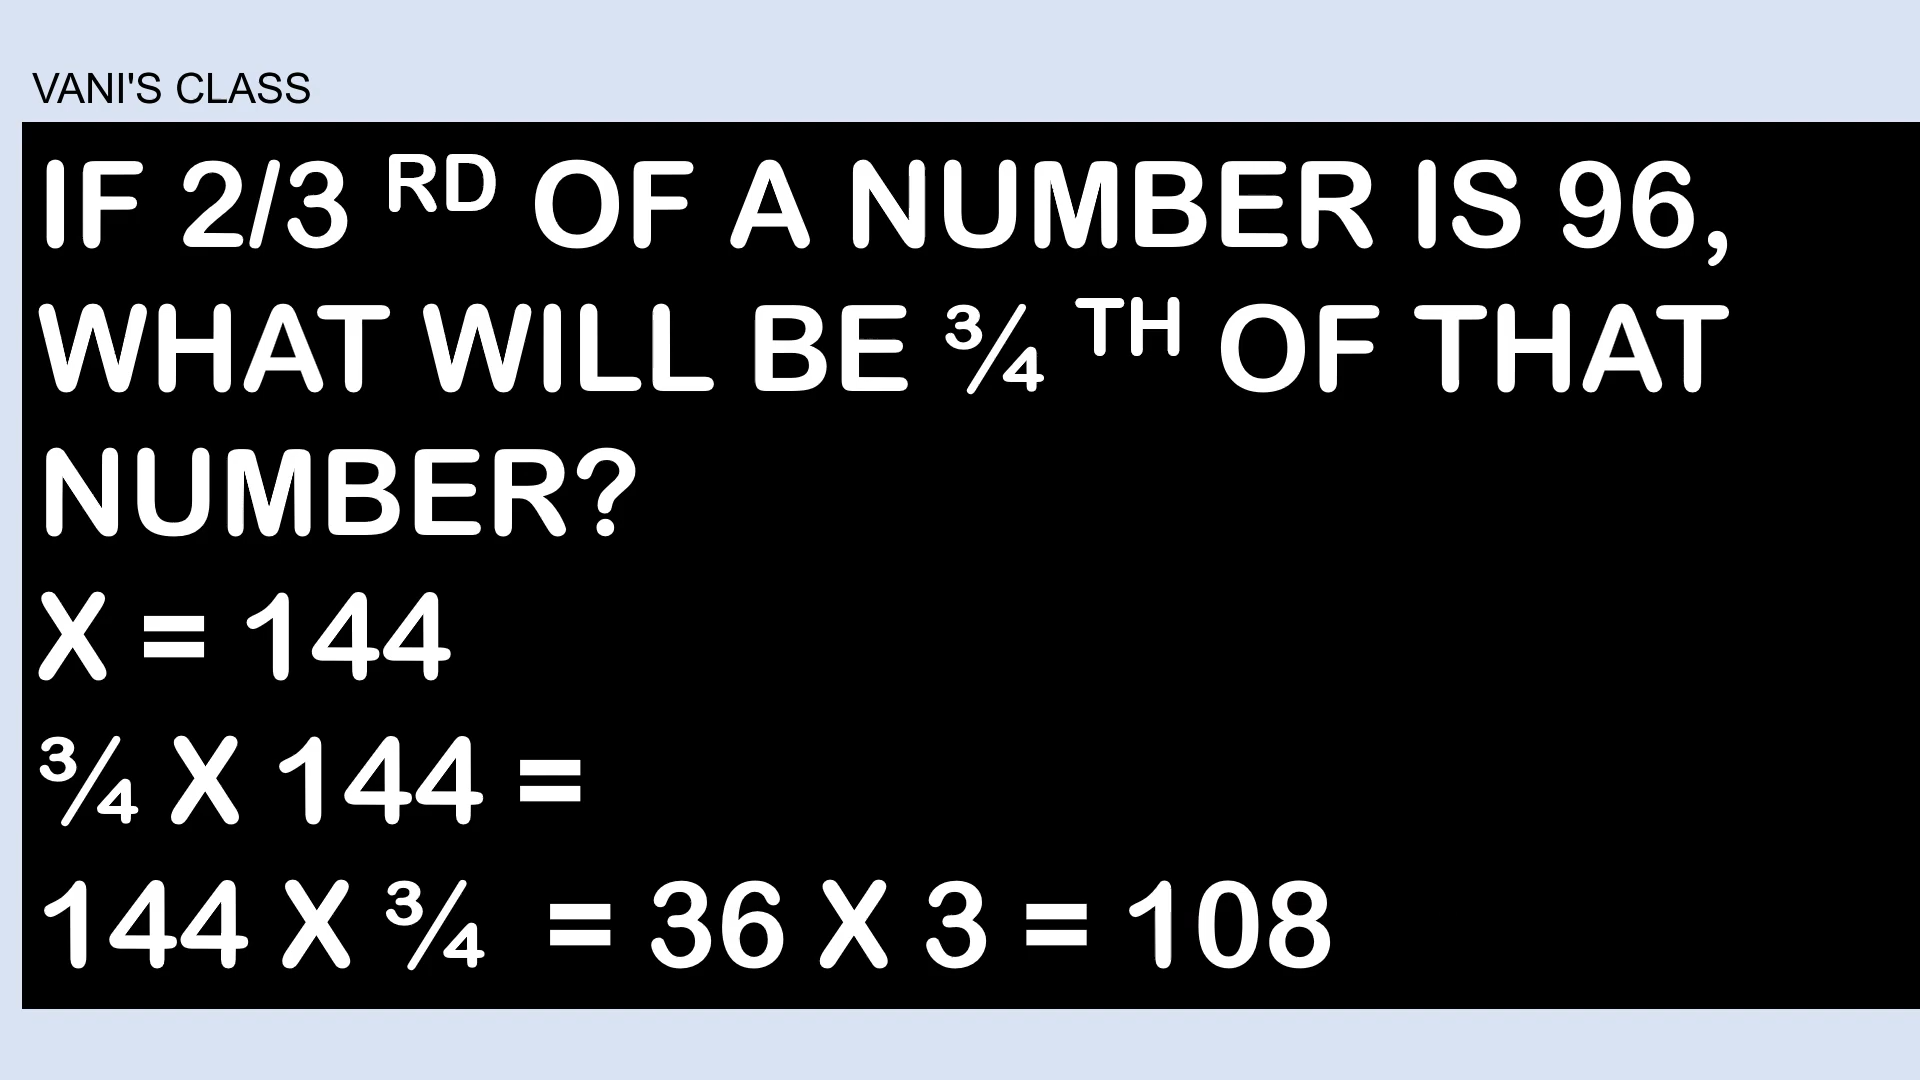 VANI'S CLASS
IF 2/3 RD OF A NUMBER IS 96,
WHAT WILL BE ¾ TH OF THAT
NUMBER?
X = 144
¾ X 144 =
144 X ¾ = 36 X 3 = 108